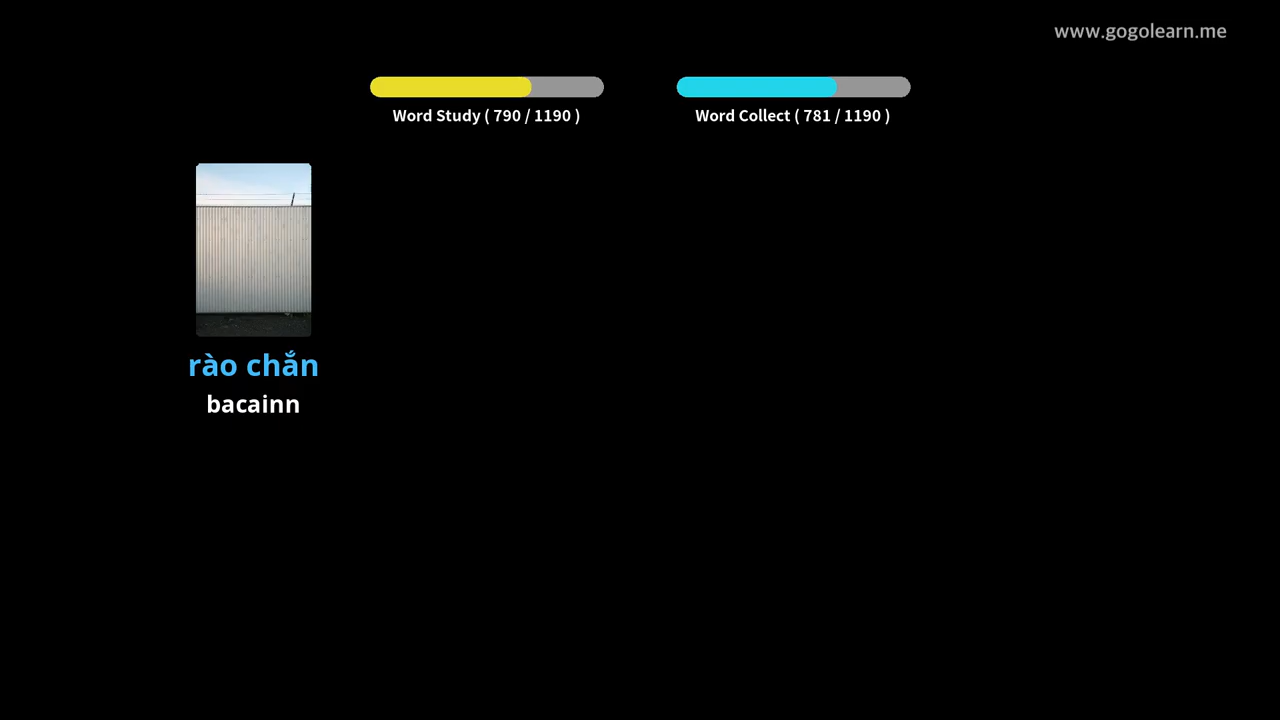 www.gogolearn.me
Word Study ( 790 / 1190 )
Word Collect ( 781 / 1190 )
rào chắn
bacainn